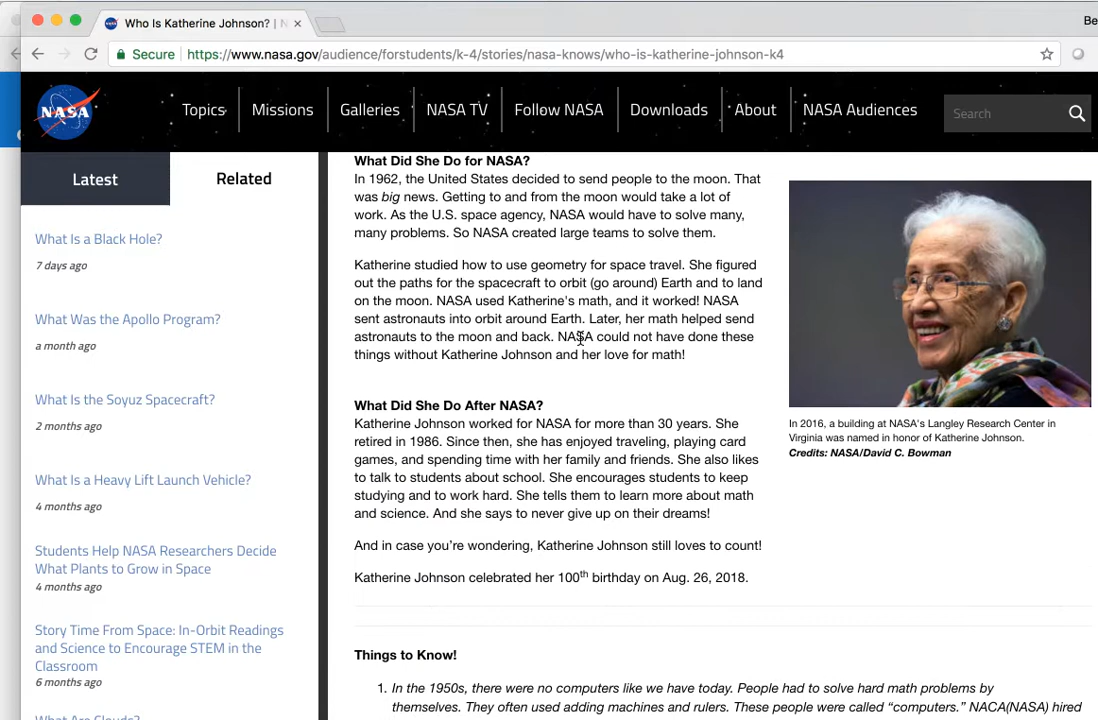 Who Is Katherine Johnson? |
Be
Secure https://www.nasa.gov/audience/forstudents/k-4/stories/nasa-knows/who-is-katherine-johnson-k4
NASA
Topics Missions Galleries NASA TV Follow NASA Downloads About NASA Audiences Search
Latest Related
What Is a Black Hole?
7 days ago
What Was the Apollo Program?
a month ago
What Is the Soyuz Spacecraft?
2 months ago
What Is a Heavy Lift Launch Vehicle?
4 months ago
Students Help NASA Researchers Decide
What Plants to Grow in Space
4 months ago
Story Time From Space: In-Orbit Readings
and Science to Encourage STEM in the
Classroom
6 months ago
What Are Clouds?
What Did She Do for NASA?
In 1962, the United States decided to send people to the moon. That
was big news. Getting to and from the moon would take a lot of
work. As the U.S. space agency, NASA would have to solve many,
many problems. So NASA created large teams to solve them.
Katherine studied how to use geometry for space travel. She figured
out the paths for the spacecraft to orbit (go around) Earth and to land
on the moon. NASA used Katherine's math, and it worked! NASA
sent astronauts into orbit around Earth. Later, her math helped send
astronauts to the moon and back. NASA could not have done these
things without Katherine Johnson and her love for math!
What Did She Do After NASA?
Katherine Johnson worked for NASA for more than 30 years. She
retired in 1986. Since then, she has enjoyed traveling, playing card
games, and spending time with her family and friends. She also likes
to talk to students about school. She encourages students to keep
studying and to work hard. She tells them to learn more about math
and science. And she says to never give up on their dreams!
And in case you're wondering, Katherine Johnson still loves to count!
Katherine Johnson celebrated her 100th birthday on Aug. 26, 2018.
In 2016, a building at NASA's Langley Research Center in
Virginia was named in honor of Katherine Johnson.
Credits: NASA/David C. Bowman
Things to Know!
1. In the 1950s, there were no computers like we have today. People had to solve hard math problems by
themselves. They often used adding machines and rulers. These people were called “computers.” NACA(NASA) hired